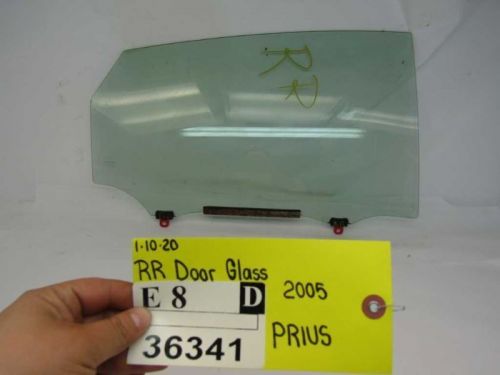 RR
1-10-20
RR Door Glass
E 8 D
2005
36341
PRIUS